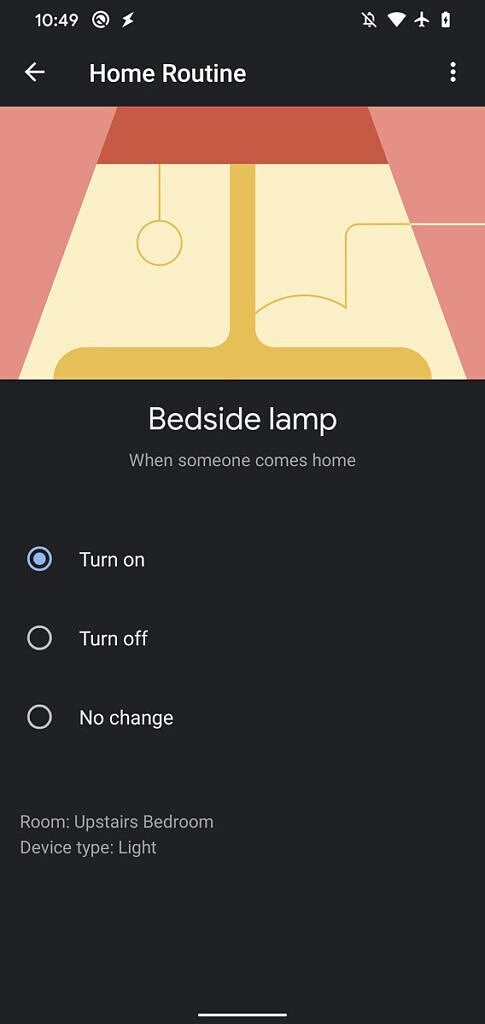 10:49
Home Routine
Bedside lamp
When someone comes home
Turn on
Turn off
No change
Room: Upstairs Bedroom
Device type: Light